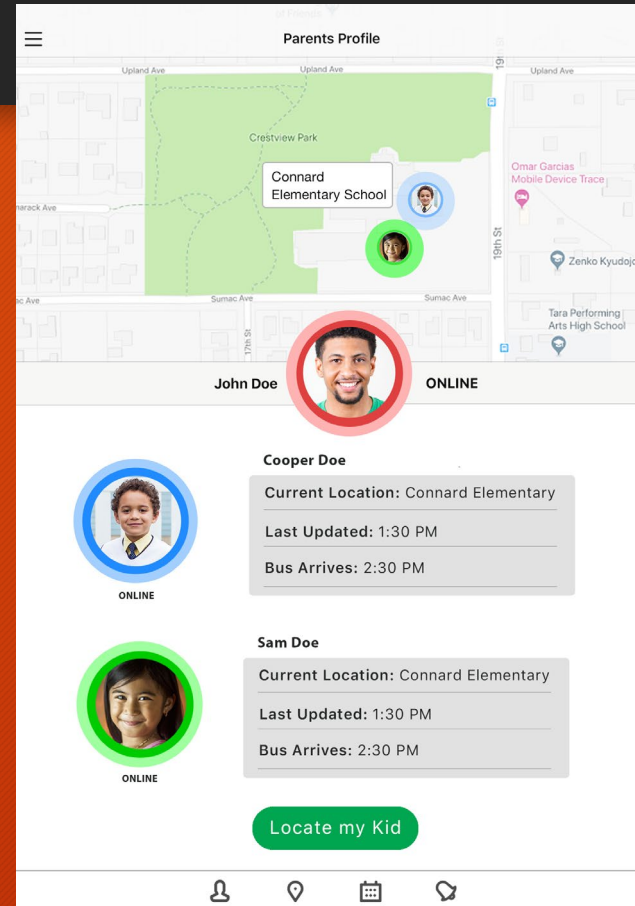 Parents Profile
19th St
Upland Ave
Upland Ave
Upland Ave
Crestview Park
Connard
Elementary School
Omar Garcias
Mobile Device Trace
19th St
Zenko Kyudojo
Sumac Ave
Sumac Ave
Tara Performing
Arts High School
17th St
John Doe
ONLINE
Cooper Doe
Current Location: Connard Elementary
Last Updated: 1:30 PM
Bus Arrives: 2:30 PM
ONLINE
Sam Doe
Current Location: Connard Elementary
Last Updated: 1:30 PM
Bus Arrives: 2:30 PM
ONLINE
Locate my Kid